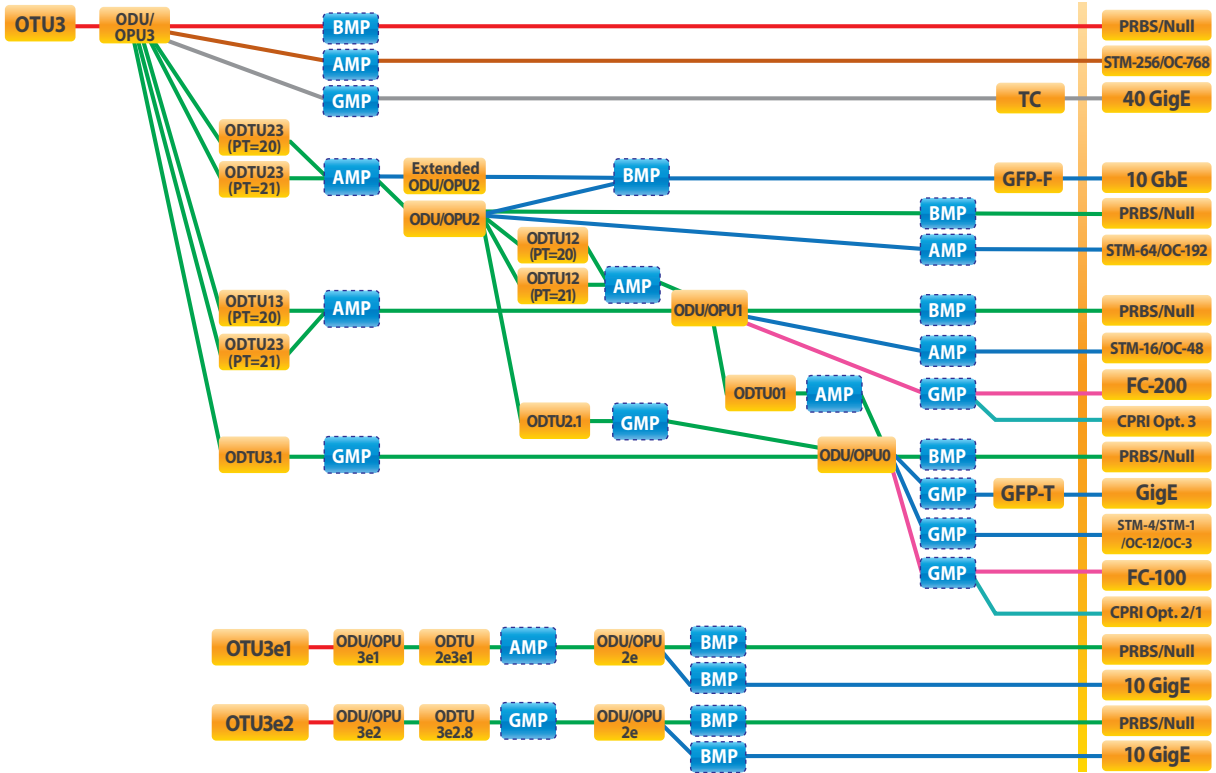 OTU3
ODU/
OPU3
BMP
PRBS/Null
AMP
STM-256/OC-768
GMP
TC
40 GigE
ODTU23
(PT=20)
ODTU23
(PT=21)
AMP
Extended
ODU/OPU2
BMP
GFP-F
10 GbE
ODU/OPU2
BMP
PRBS/Null
ODTU12
(PT=20)
AMP
STM-64/OC-192
ODTU12
(PT=21)
AMP
ODTU13
(PT=20)
AMP
ODU/OPU1
BMP
PRBS/Null
ODTU23
(PT=21)
AMP
STM-16/OC-48
ODTU01
AMP
GMP
FC-200
CPRI Opt. 3
ODTU2.1
GMP
ODTU3.1
GMP
ODU/OPU0
BMP
PRBS/Null
GMP
GFP-T
GigE
GMP
STM-4/STM-1
/OC-12/OC-3
GMP
FC-100
CPRI Opt. 2/1
OTU3e1
ODU/OPU
3e1
ODTU
2e3e1
AMP
ODU/OPU
2e
BMP
PRBS/Null
BMP
10 GigE
OTU3e2
ODU/OPU
3e2
ODTU
3e2.8
GMP
ODU/OPU
2e
BMP
PRBS/Null
BMP
10 GigE